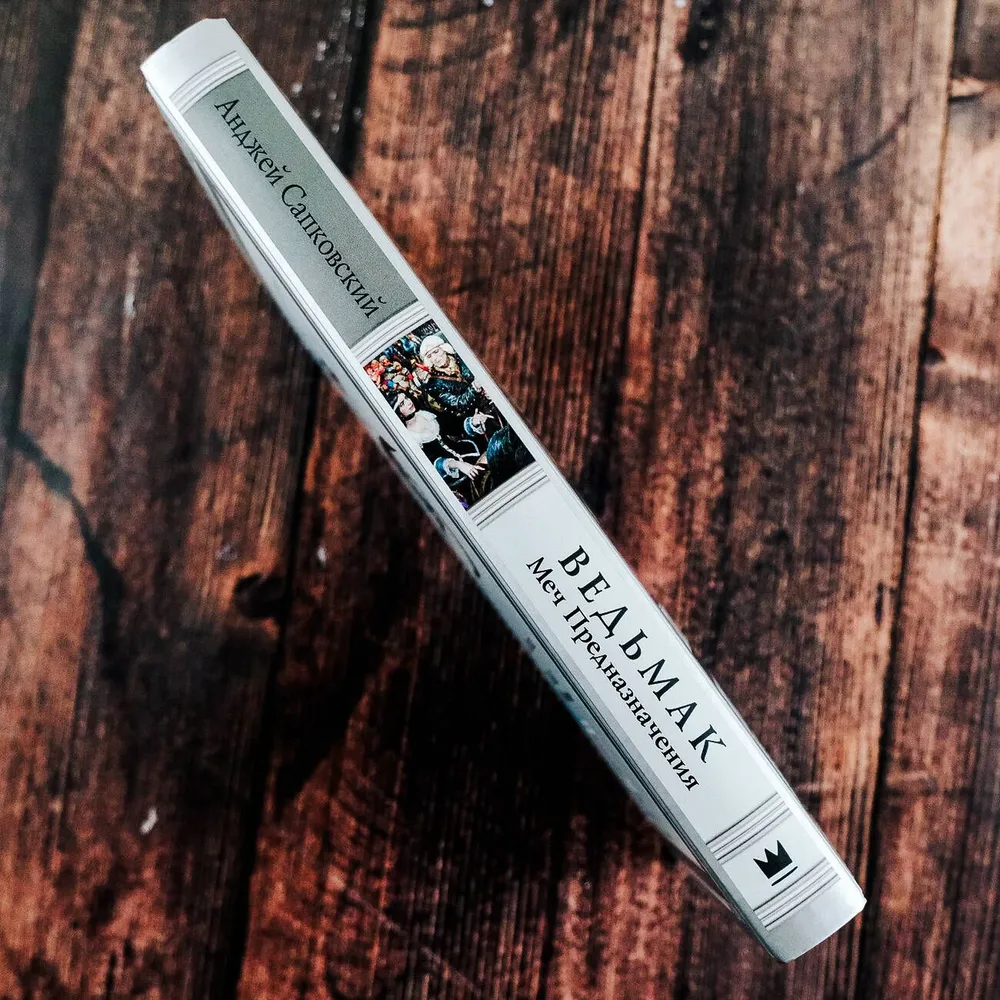 Анджей Сапковский
ВЕДЬМАК
Меч Предназначения